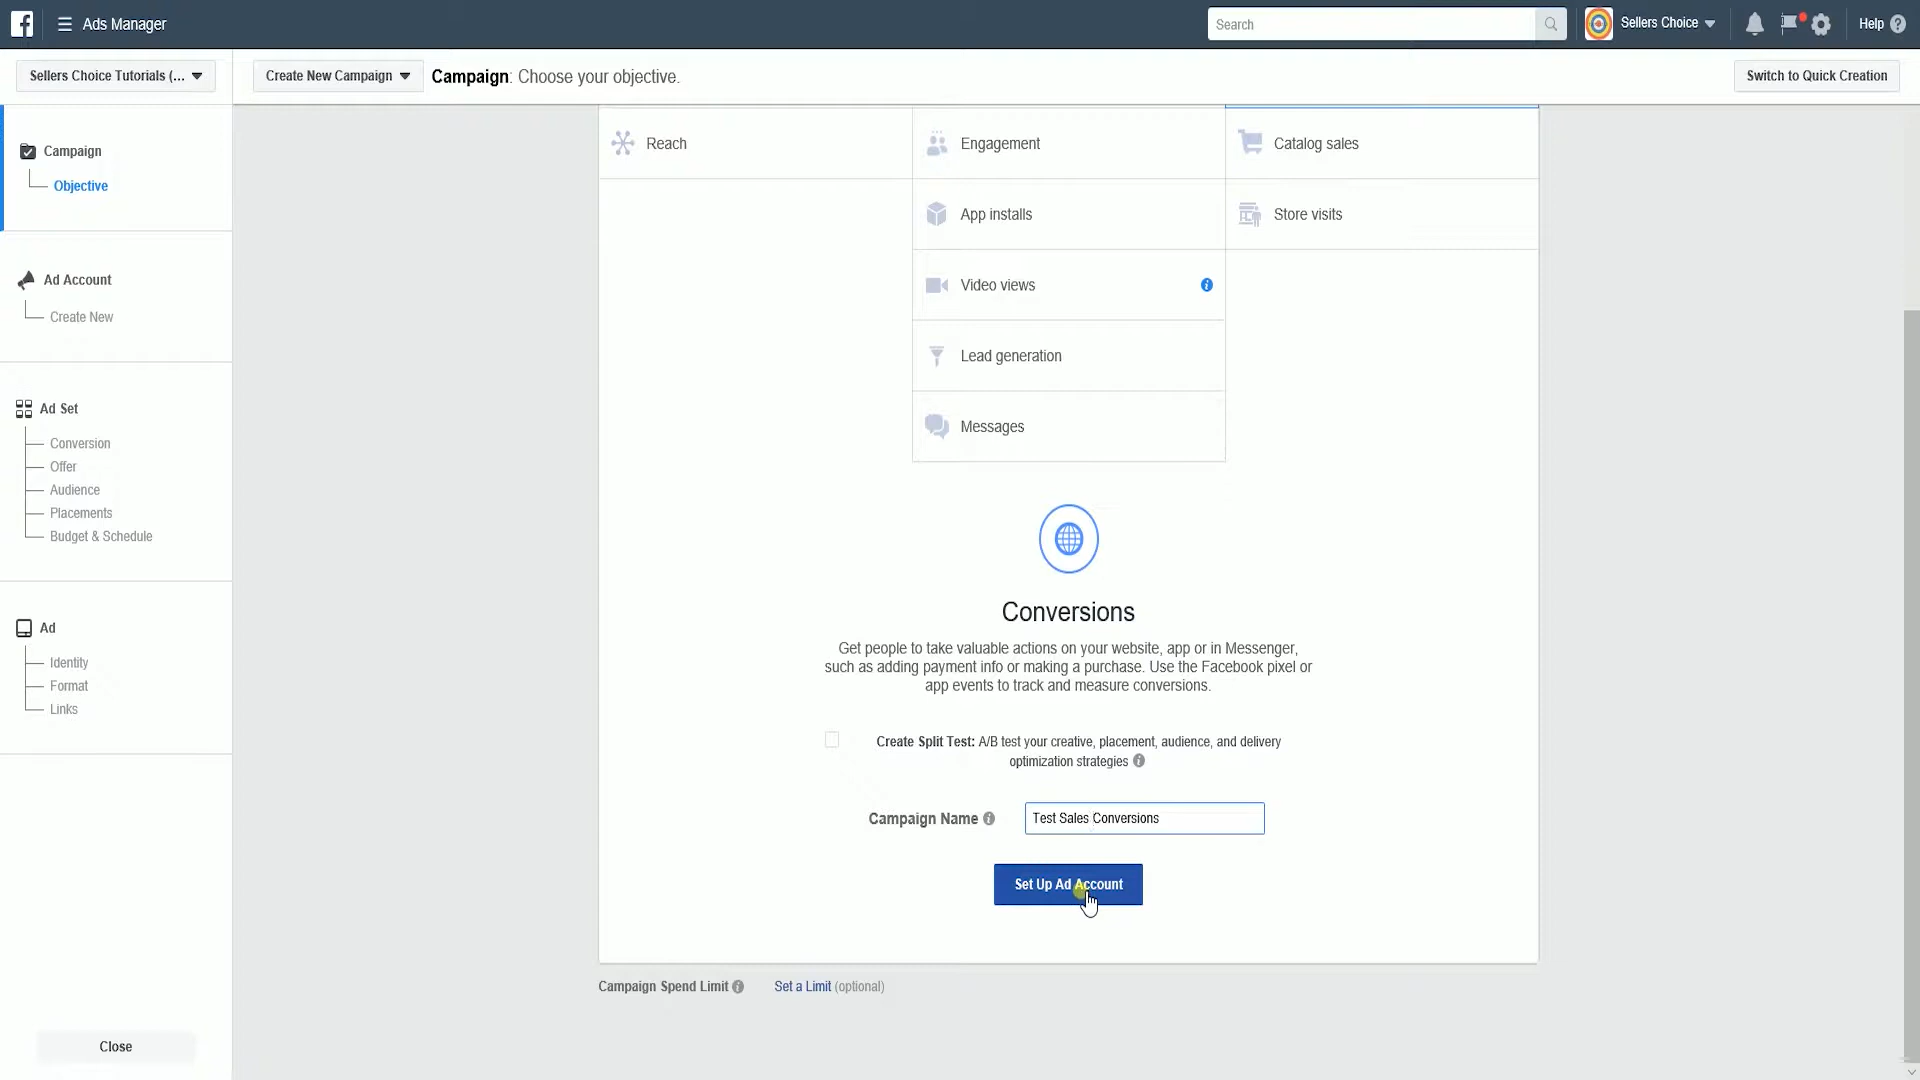 Ads Manager
Search
Sellers Choice
Help ?
Sellers Choice Tutorials (...
Create New Campaign
Campaign: Choose your objective.
Switch to Quick Creation
Campaign
Objective
Ad Account
Create New
Ad Set
Conversion
Offer
Audience
Placements
Budget & Schedule
Ad
Identity
Format
Links
Close
Reach
Engagement
Catalog sales
App installs
Store visits
Video views
Lead generation
Messages
Conversions
Get people to take valuable actions on your website, app or in Messenger,
such as adding payment info or making a purchase. Use the Facebook pixel or
app events to track and measure conversions.
Create Split Test: A/B test your creative, placement, audience, and delivery
optimization strategies
Campaign Name
Test Sales Conversions
Set Up Ad Account
Campaign Spend Limit
Set a Limit (optional)